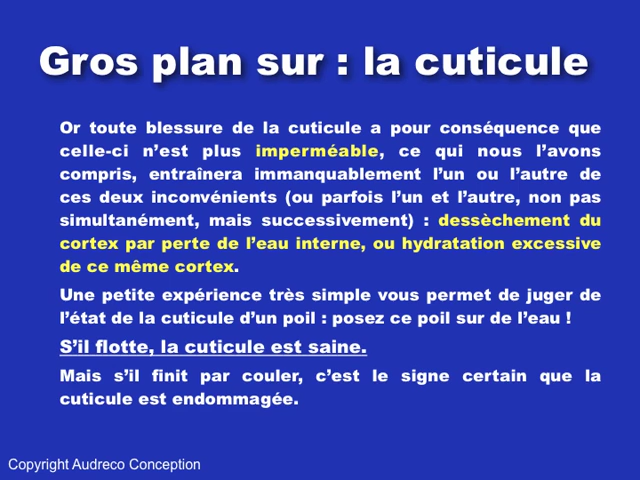 Gros plan sur : la cuticule
Or toute blessure de la cuticule a pour conséquence que
celle-ci n’est plus imperméable, ce qui nous l’avons
compris, entraînera immanquablement l’un ou l’autre de
ces deux inconvénients (ou parfois l’un et l’autre, non pas
simultanément, mais successivement) : dessèchement du
cortex par perte de l’eau interne, ou hydratation excessive
de ce même cortex.
Une petite expérience très simple vous permet de juger de
l’état de la cuticule d’un poil : posez ce poil sur de l’eau !
S’il flotte, la cuticule est saine.
Mais s’il finit par couler, c’est le signe certain que la
cuticule est endommagée.
Copyright Audreco Conception